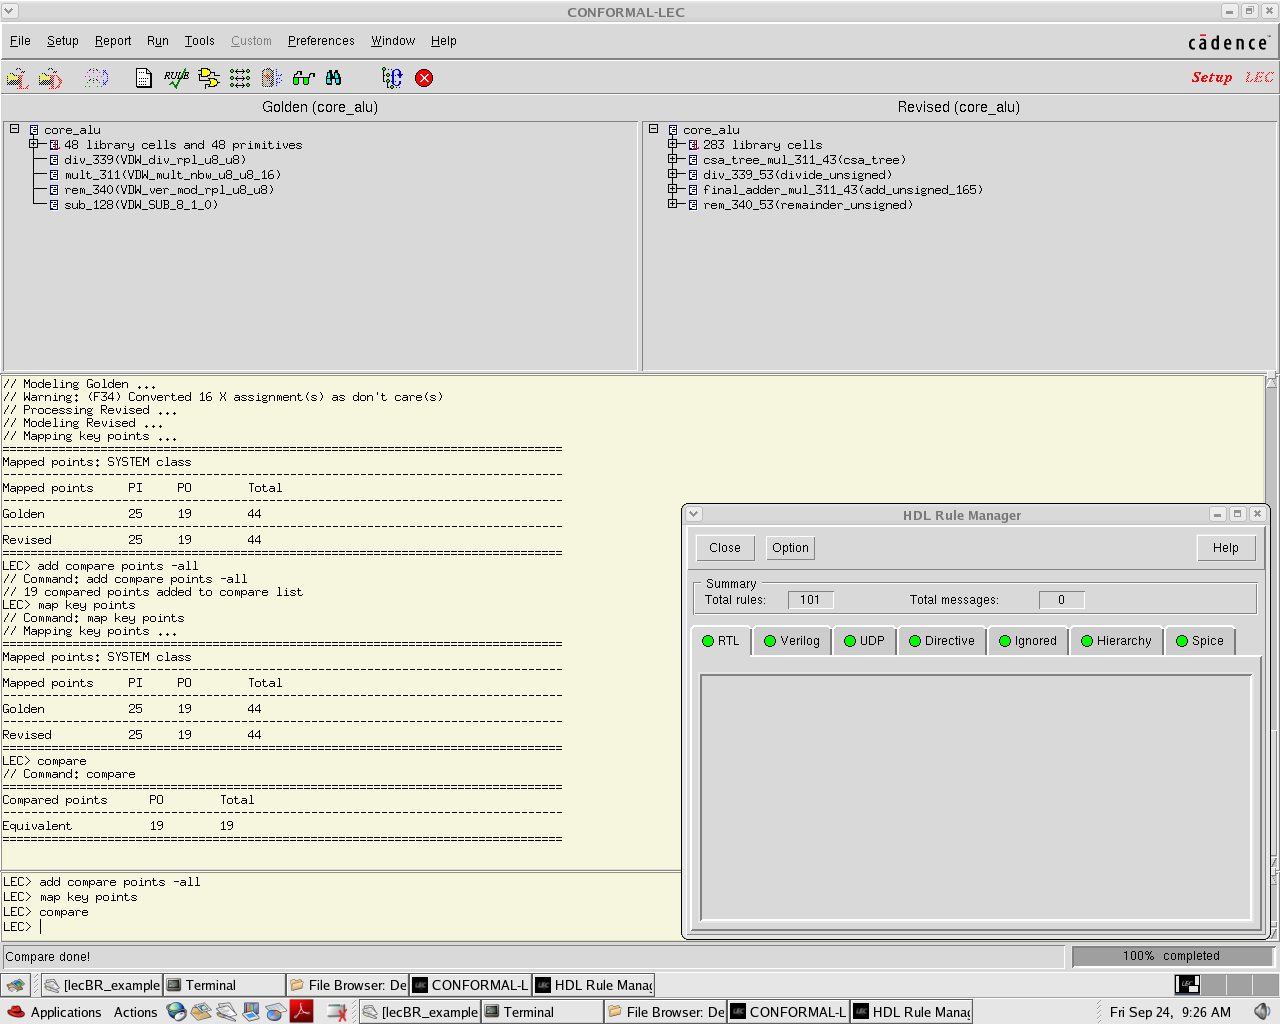 CONFORMAL-LEC
File Setup Report Run Tools Custom Preferences Window Help
cādence
RULE
Setup LEC
Golden (core_alu)
Revised (core_alu)
core_alu
48 library cells and 48 primitives
div_339(VDW_div_rpl_u8_u8)
mult_311(VDW_mult_nbw_u8_u8_16)
rem_340(VDW_ver_mod_rpl_u8_u8)
sub_128(VDW_SUB_8_1_0)
core_alu
283 library cells
csa_tree_mul_311_43(csa_tree)
div_339_53(divide_unsigned)
final_adder_mul_311_43(add_unsigned_165)
rem_340_53(remainder_unsigned)
// Modeling Golden ...
// Warning: (F34) Converted 16 X assignment(s) as don't care(s)
// Processing Revised ...
// Modeling Revised ...
// Mapping key points ...
================================================================================
Mapped points: SYSTEM class
--------------------------------------------------------------------------------
Mapped points PI PO Total
--------------------------------------------------------------------------------
Golden 25 19 44
--------------------------------------------------------------------------------
Revised 25 19 44
================================================================================
LEC> add compare points -all
// Command: add compare points -all
// 19 compared points added to compare list
LEC> map key points
// Command: map key points
// Mapping key points ...
================================================================================
Mapped points: SYSTEM class
--------------------------------------------------------------------------------
Mapped points PI PO Total
--------------------------------------------------------------------------------
Golden 25 19 44
--------------------------------------------------------------------------------
Revised 25 19 44
================================================================================
LEC> compare
// Command: compare
================================================================================
Compared points PO Total
--------------------------------------------------------------------------------
Equivalent 19 19
================================================================================
LEC> add compare points -all
LEC> map key points
LEC> compare
LEC>
HDL Rule Manager
Close Option Help
Summary
Total rules: 101 Total messages: 0
RTL Verilog UDP Directive Ignored Hierarchy Spice
Compare done!
100% completed
[lecBR_example Terminal File Browser: De CONFORMAL-L HDL Rule Manag
Applications Actions [lecBR_example Terminal File Browser: De CONFORMAL-L HDL Rule Manag Fri Sep 24, 9:26 AM